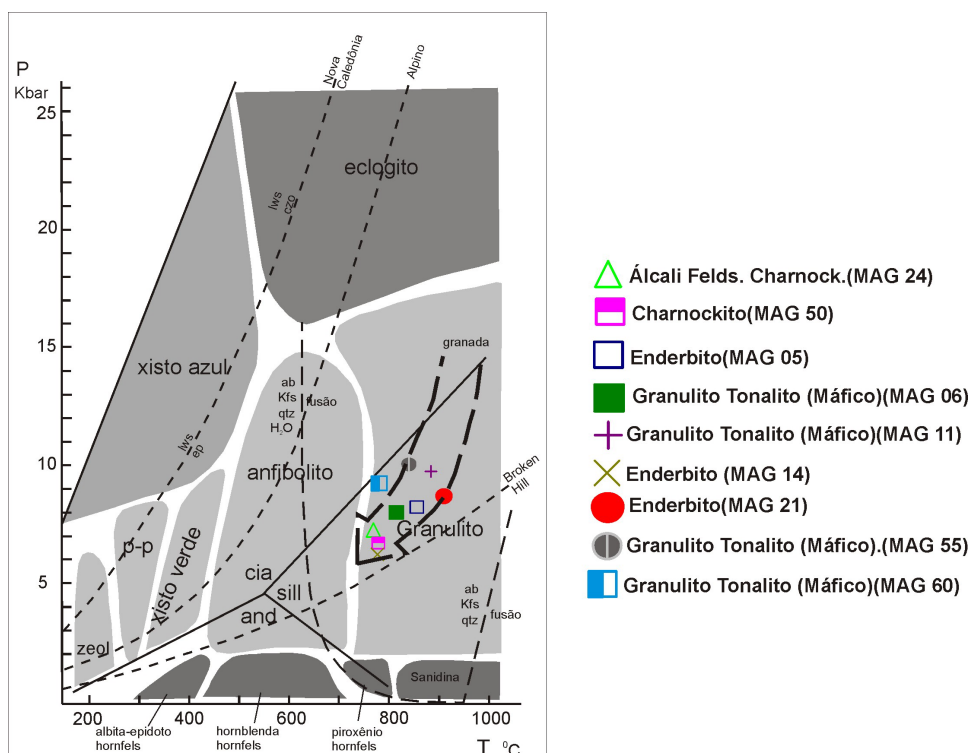 P
Kbar
25
20
15
10
5
Nova
Caledônia
Alpino
eclogito
lws
czo
xisto azul
granada
ab
Kfs
qtz
H2O
fusão
lws
ep
anfibolito
Broken
Hill
Granulito
p-p
xisto verde
cia
sill
and
zeol
ab
Kfs
qtz
fusão
Sanidina
200
400
600
800
1000
albita-epidoto
hornfels
hornblenda
hornfels
piroxênio
hornfels
T °C
Álcali Felds. Charnock.(MAG 24)
Charnockito(MAG 50)
Enderbito(MAG 05)
Granulito Tonalito (Máfico)(MAG 06)
Granulito Tonalito (Máfico)(MAG 11)
Enderbito (MAG 14)
Enderbito(MAG 21)
Granulito Tonalito (Máfico).(MAG 55)
Granulito Tonalito (Máfico)(MAG 60)